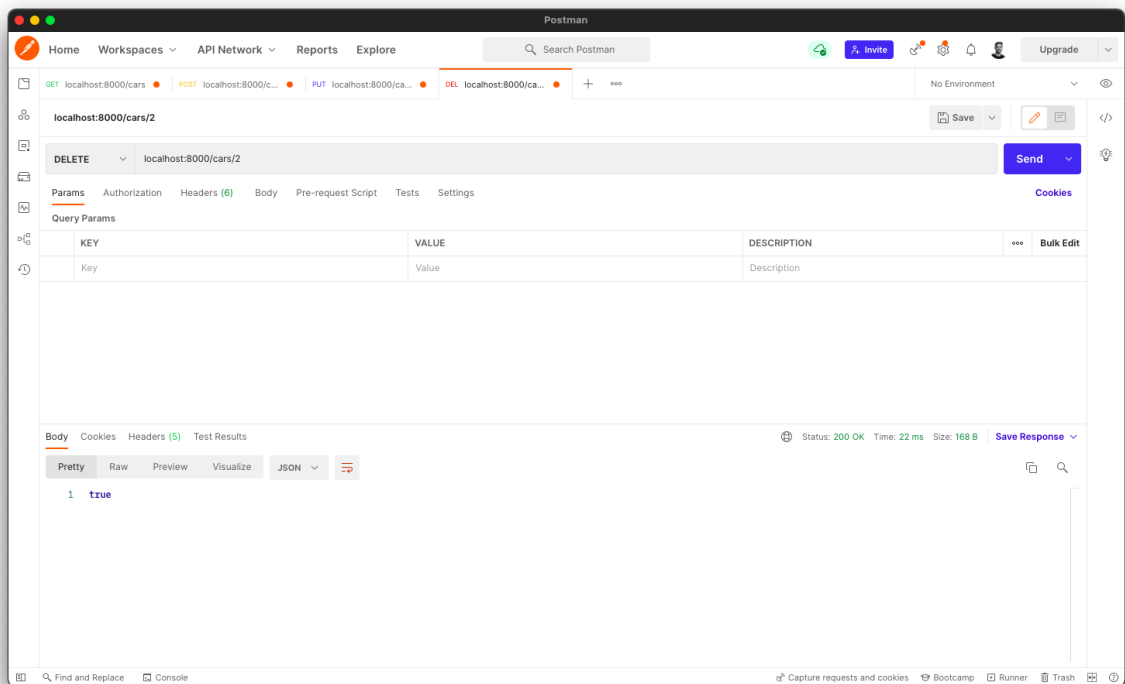 Postman
Home Workspaces API Network Reports Explore Search Postman Invite Upgrade
GET localhost:8000/cars POST localhost:8000/c... PUT localhost:8000/ca... DEL localhost:8000/ca... No Environment
localhost:8000/cars/2 Save
DELETE localhost:8000/cars/2 Send
Params Authorization Headers (6) Body Pre-request Script Tests Settings Cookies
Query Params
KEY VALUE DESCRIPTION Bulk Edit
Key Value Description
Body Cookies Headers (5) Test Results Status: 200 OK Time: 22 ms Size: 168 B Save Response
Pretty Raw Preview Visualize JSON
1 true
Find and Replace Console Capture requests and cookies Bootcamp Runner Trash